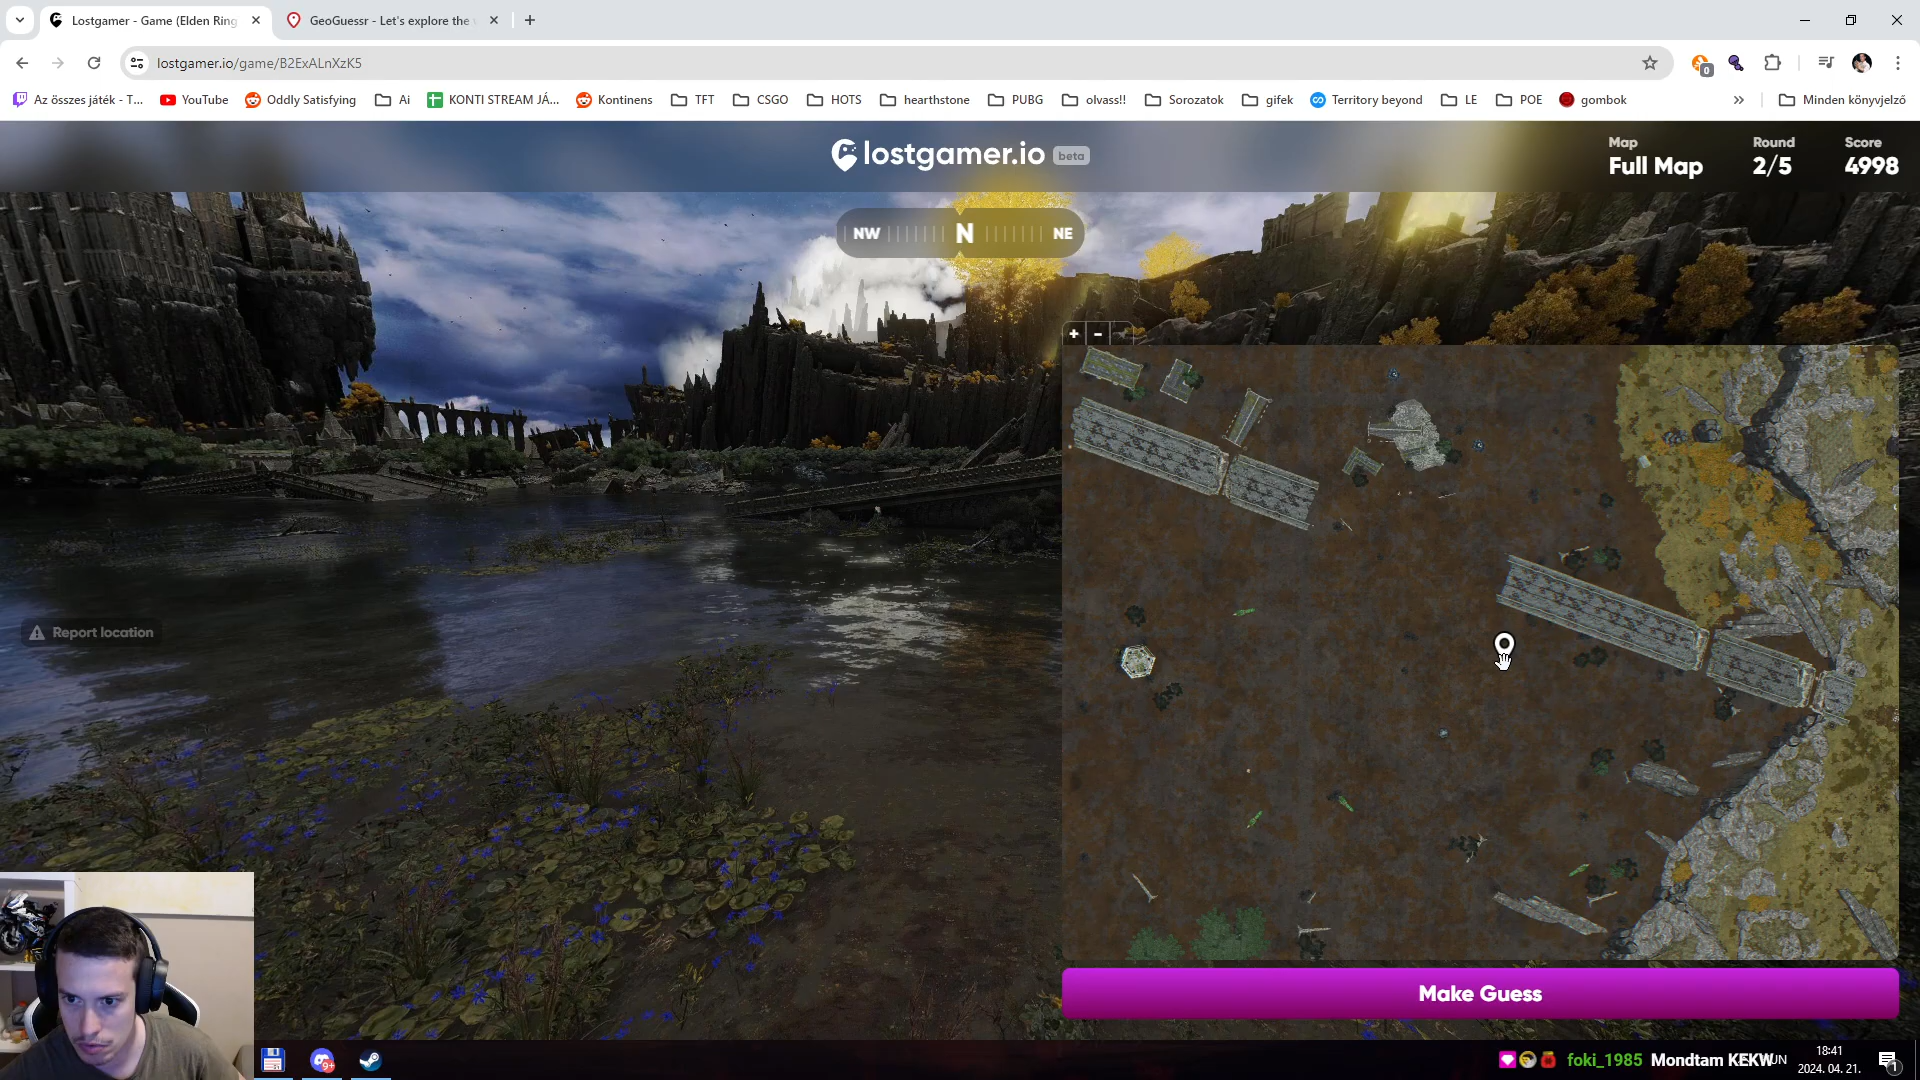 Lostgamer - Game (Elden Ring
GeoGuessr - Let's explore the
lostgamer.io/game/B2ExALnXzK5
0
Az összes játék - T...
YouTube
Oddly Satisfying
Ai
KONTI STREAM JÁ...
Kontinens
TFT
CSGO
HOTS
hearthstone
PUBG
olvass!!
Sorozatok
gifek
Territory beyond
LE
POE
gombok
»
Minden könyvjelző
lostgamer.io beta
Map
Full Map
Round
2/5
Score
4998
NW
N
NE
+
-
Report location
Make Guess
9+
foki_1985 Mondtam KEKW
18:41
2024. 04. 21.
1